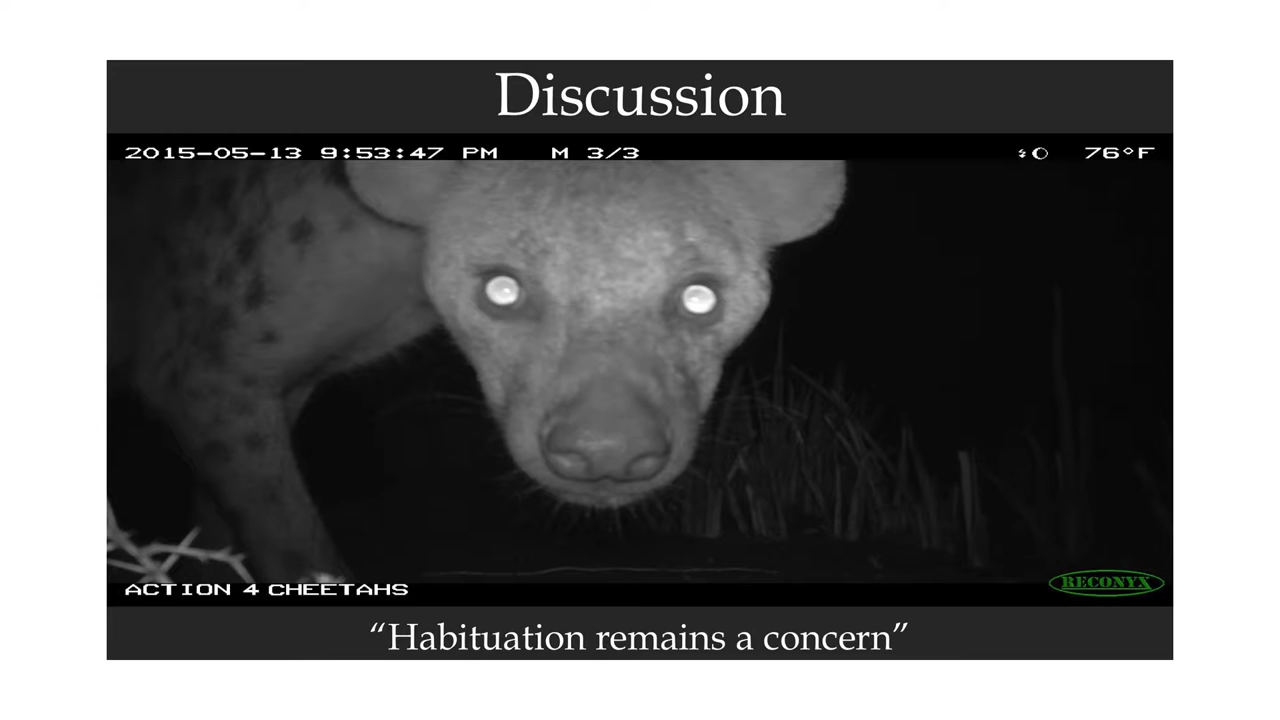 Discussion
2015-05-13 9:53:47 PM M 3/3 76°F
ACTION 4 CHEETAHS
RECONYX
“Habituation remains a concern”